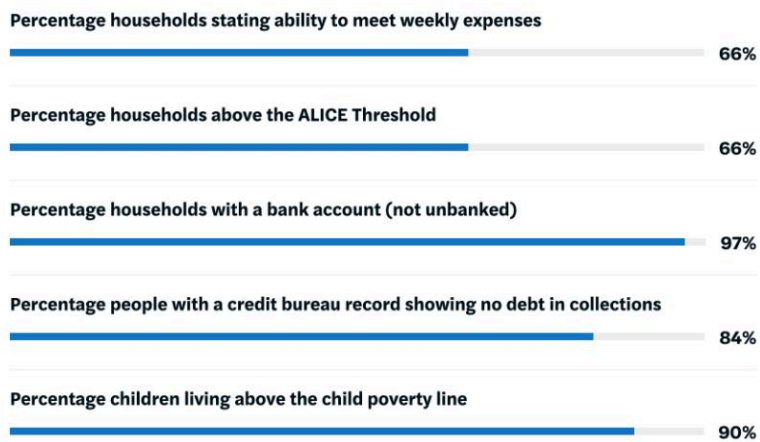 Percentage households stating ability to meet weekly expenses
66%
Percentage households above the ALICE Threshold
66%
Percentage households with a bank account (not unbanked)
97%
Percentage people with a credit bureau record showing no debt in collections
84%
Percentage children living above the child poverty line
90%